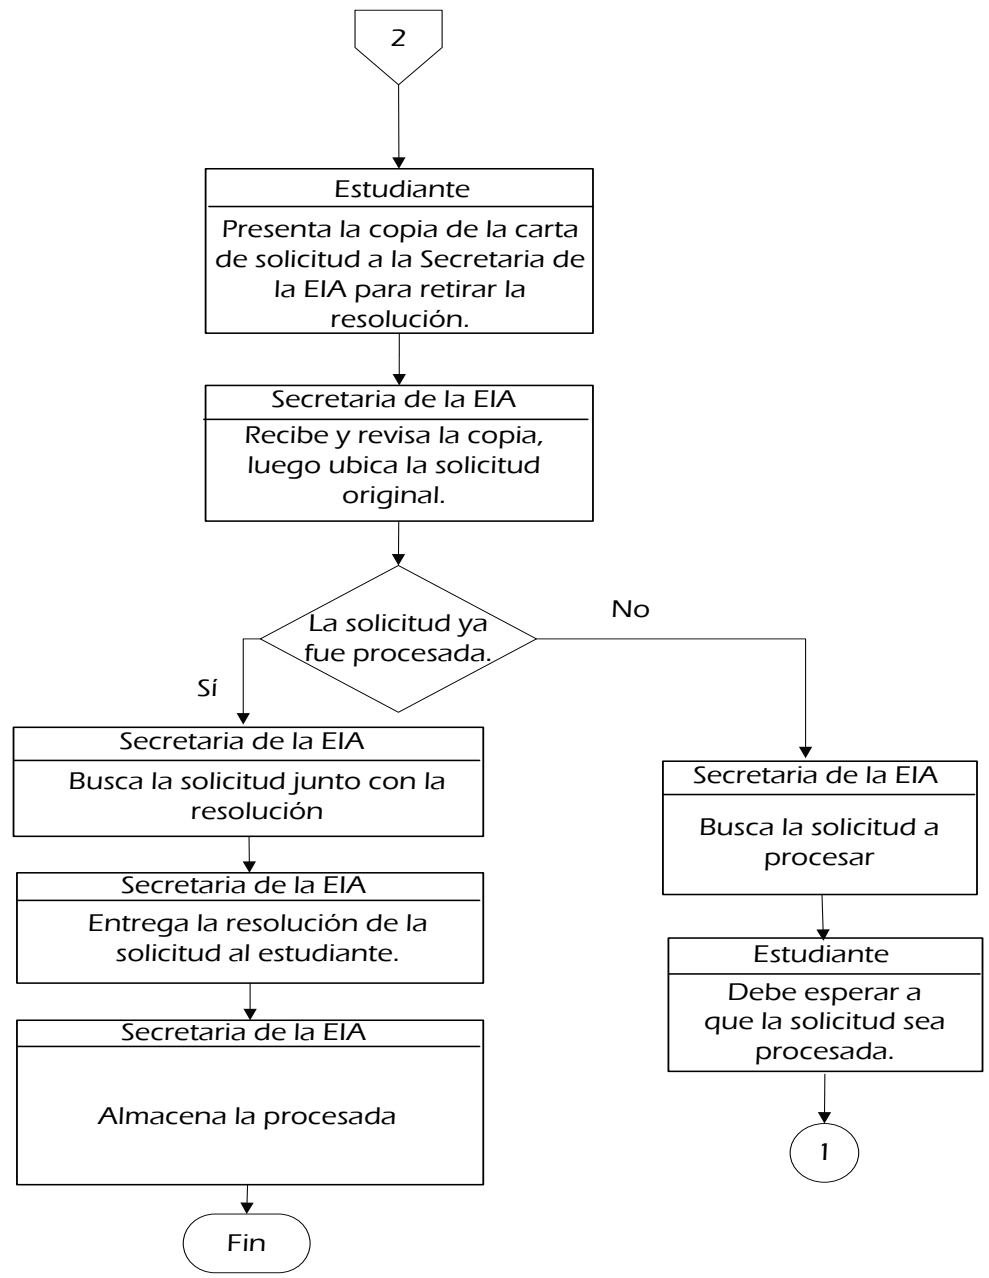 2
Estudiante
Presenta la copia de la carta
de solicitud a la Secretaria de
la EIA para retirar la
resolución.
Secretaria de la EIA
Recibe y revisa la copia,
luego ubica la solicitud
original.
La solicitud ya
fue procesada.
No
Sí
Secretaria de la EIA
Busca la solicitud junto con la
resolución
Secretaria de la EIA
Entrega la resolución de la
solicitud al estudiante.
Secretaria de la EIA
Almacena la procesada
Fin
Secretaria de la EIA
Busca la solicitud a
procesar
Estudiante
Debe esperar a
que la solicitud sea
procesada.
1